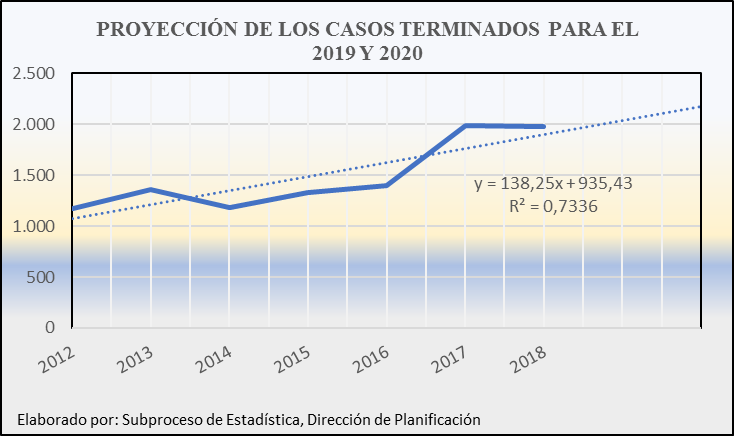 PROYECCIÓN DE LOS CASOS TERMINADOS PARA EL
2019 Y 2020
2.500
2.000
1.500
1.000
500
0
y = 138,25x + 935,43
R² = 0,7336
2012
2013
2014
2015
2016
2017
2018
Elaborado por: Subproceso de Estadística, Dirección de Planificación